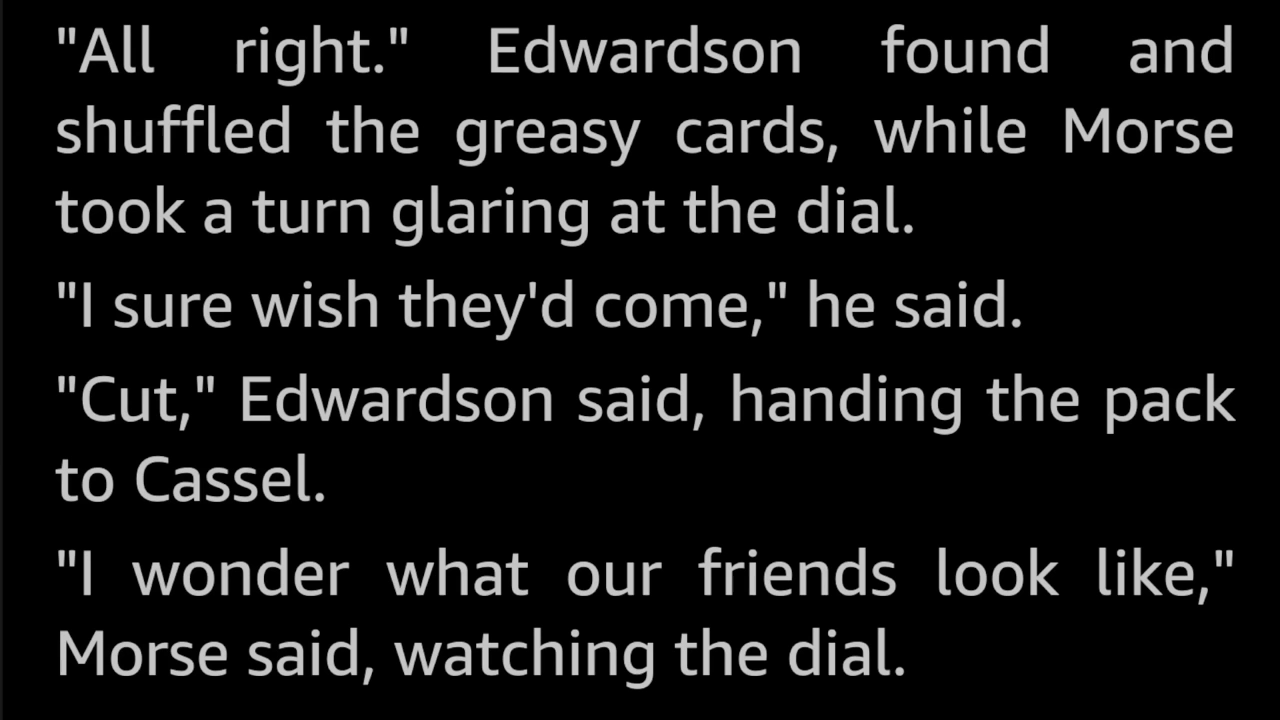 "All right." Edwardson found and
shuffled the greasy cards, while Morse
took a turn glaring at the dial.
"I sure wish they'd come," he said.
"Cut," Edwardson said, handing the pack
to Cassel.
"I wonder what our friends look like,"
Morse said, watching the dial.